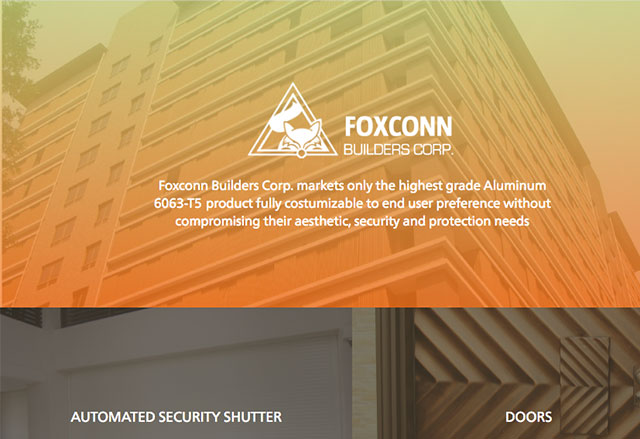 FOXCONN
BUILDERS CORP.
Foxconn Builders Corp. markets only the highest grade Aluminum
6063-T5 product fully costumizable to end user preference without
compromising their aesthetic, security and protection needs
AUTOMATED SECURITY SHUTTER
DOORS